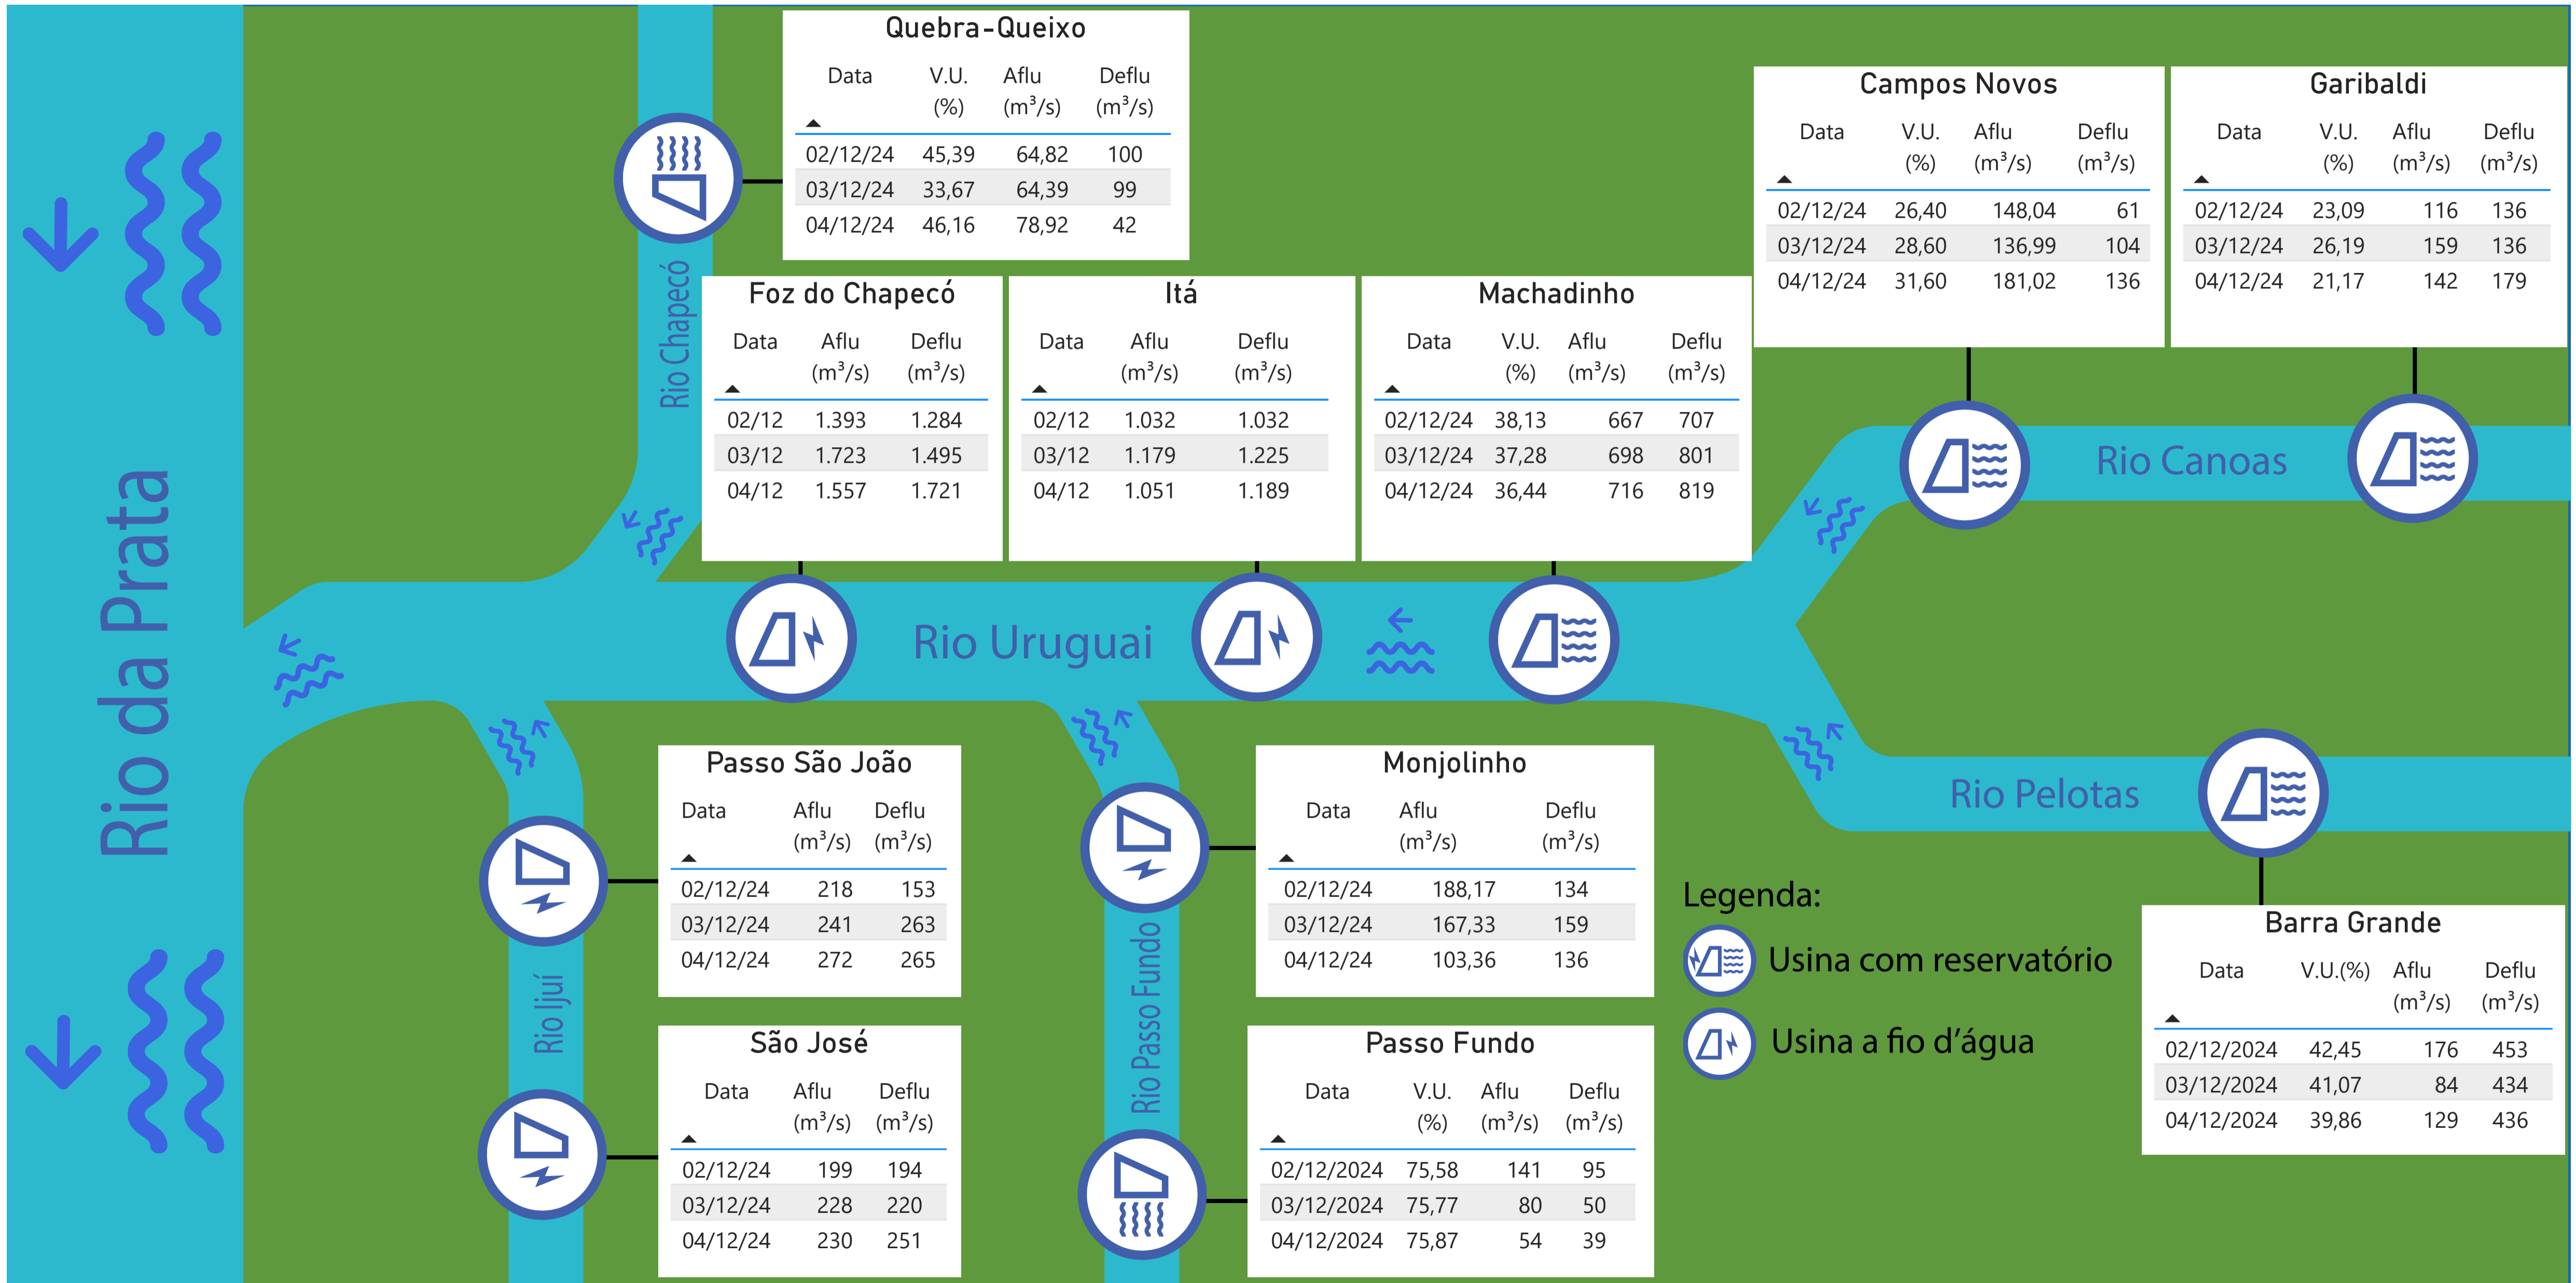 Quebra-Queixo
Data V.U. (%) Aflu (m³/s) Deflu (m³/s)
02/12/24 45,39 64,82 100
03/12/24 33,67 64,39 99
04/12/24 46,16 78,92 42
Campos Novos
Data V.U. (%) Aflu (m³/s) Deflu (m³/s)
02/12/24 26,40 148,04 61
03/12/24 28,60 136,99 104
04/12/24 31,60 181,02 136
Garibaldi
Data V.U. (%) Aflu (m³/s) Deflu (m³/s)
02/12/24 23,09 116 136
03/12/24 26,19 159 136
04/12/24 21,17 142 179
Rio Chapecó
Foz do Chapecó
Data Aflu (m³/s) Deflu (m³/s)
02/12 1.393 1.284
03/12 1.723 1.495
04/12 1.557 1.721
Itá
Data Aflu (m³/s) Deflu (m³/s)
02/12 1.032 1.032
03/12 1.179 1.225
04/12 1.051 1.189
Machadinho
Data V.U. (%) Aflu (m³/s) Deflu (m³/s)
02/12/24 38,13 667 707
03/12/24 37,28 698 801
04/12/24 36,44 716 819
Rio Canoas
Rio da Prata
Rio Uruguai
Rio Pelotas
Passo São João
Data Aflu (m³/s) Deflu (m³/s)
02/12/24 218 153
03/12/24 241 263
04/12/24 272 265
Monjolinho
Data Aflu (m³/s) Deflu (m³/s)
02/12/24 188,17 134
03/12/24 167,33 159
04/12/24 103,36 136
Legenda:
Usina com reservatório
Usina a fio d'água
Barra Grande
Data V.U.(%) Aflu (m³/s) Deflu (m³/s)
02/12/2024 42,45 176 453
03/12/2024 41,07 84 434
04/12/2024 39,86 129 436
Rio Ijuí
São José
Data Aflu (m³/s) Deflu (m³/s)
02/12/24 199 194
03/12/24 228 220
04/12/24 230 251
Rio Passo Fundo
Passo Fundo
Data V.U. (%) Aflu (m³/s) Deflu (m³/s)
02/12/2024 75,58 141 95
03/12/2024 75,77 80 50
04/12/2024 75,87 54 39